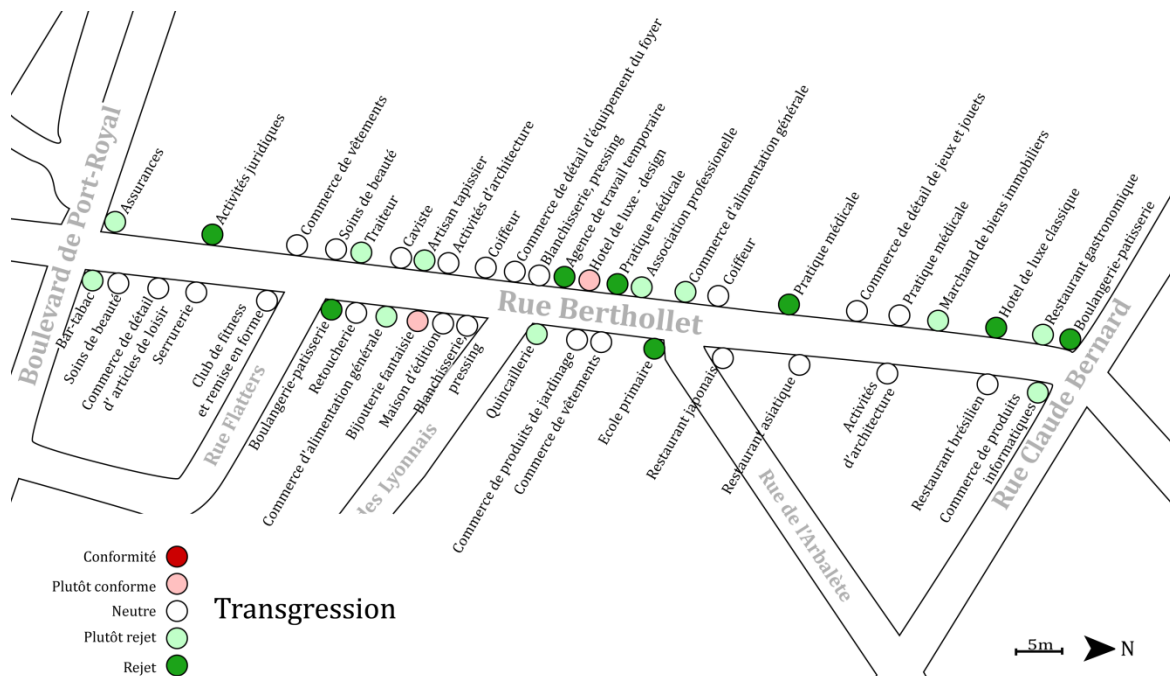 Boulevard de Port-Royal
Assurances
Activités juridiques
Commerce de vêtements
Soins de beauté
Traiteur
Caviste
Artisan tapissier
Activités d'architecture
Coiffeur
Commerce de détail d'équipement du foyer
Blanchisserie, pressing
Agence de travail temporaire
Hotel de luxe - design
Pratique médicale
Association professionelle
Commerce d'alimentation générale
Coiffeur
Pratique médicale
Commerce de détail de jeux et jouets
Pratique médicale
Marchand de biens immobiliers
Hotel de luxe classique
Restaurant gastronomique
Boulangerie-patisserie
Rue Berthollet
Bar-tabac
Soins de beauté
Commerce de détail
d' articles de loisir
Serrurerie
Club de fitness
et remise en forme
Rue Flatters
Boulangerie-patisserie
Retoucherie
Commerce d'alimentation générale
Bijouterie fantaisie
Maison d'édition
Blanchisserie,
pressing
des Lyonnais
Quincaillerie
Commerce de produits de jardinage
Commerce de vêtements
Ecole primaire
Restaurant japonais
Restaurant asiatique
Rue de l'Arbalète
Activités
d'architecture
Restaurant brésilien
Commerce de produits
informatiques
Rue Claude Bernard
Conformité
Plutôt conforme
Neutre
Plutôt rejet
Rejet
Transgression
5m
N